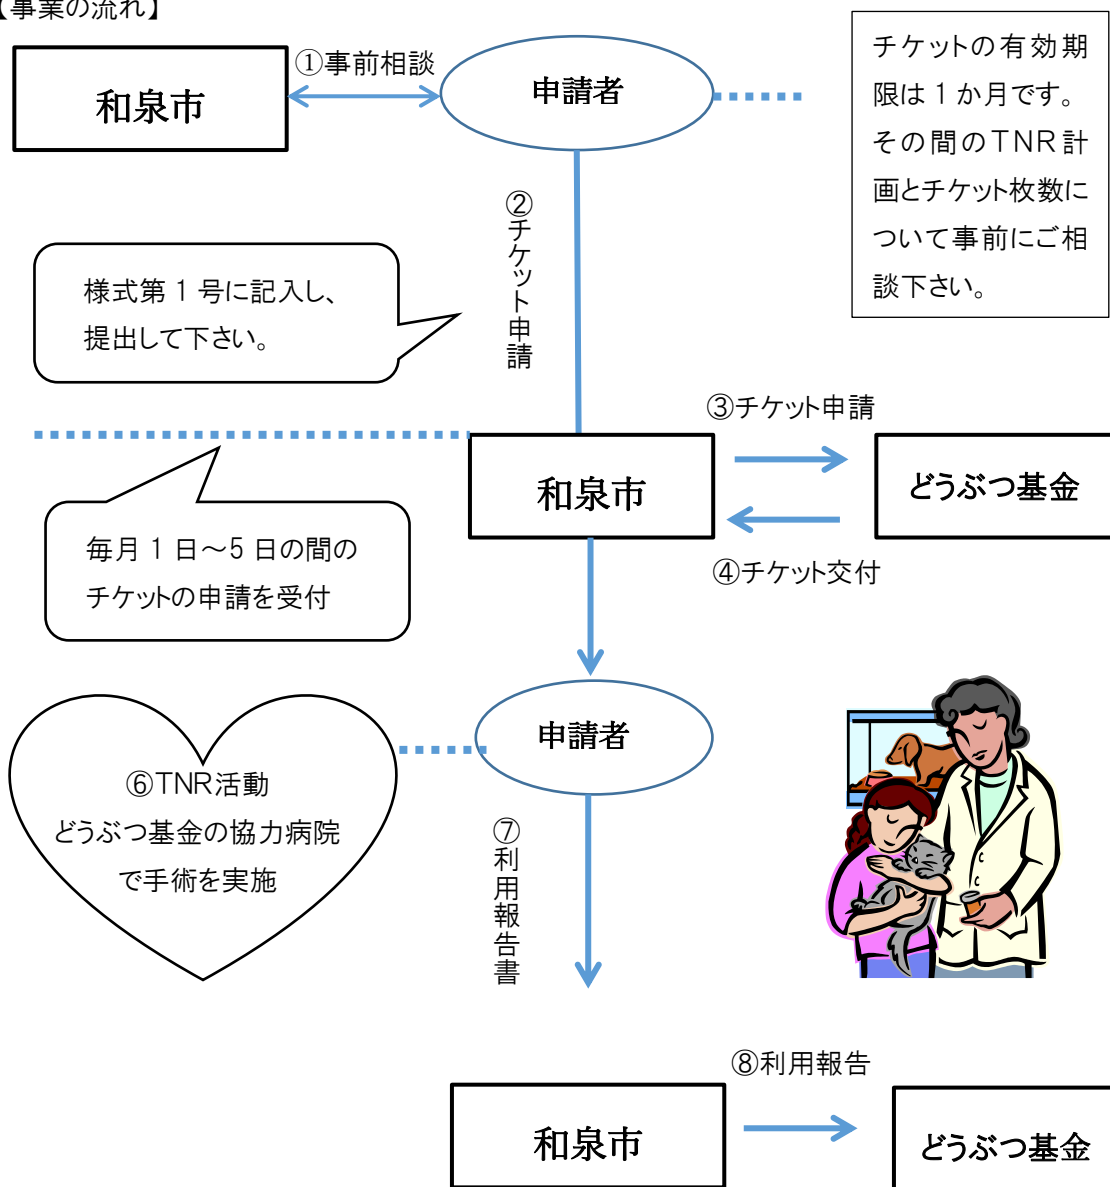 【事業の流れ】
和泉市
①事前相談
申請者
チケットの有効期
限は1か月です。
その間のTNR計
画とチケット枚数に
ついて事前にご相
談下さい。
②チケット申請
様式第1号に記入し、
提出して下さい。
③チケット申請
和泉市
どうぶつ基金
④チケット交付
毎月1日～5日の間の
チケットの申請を受付
申請者
⑥TNR活動
どうぶつ基金の協力病院
で手術を実施
⑦利用報告書
⑧利用報告
和泉市
どうぶつ基金